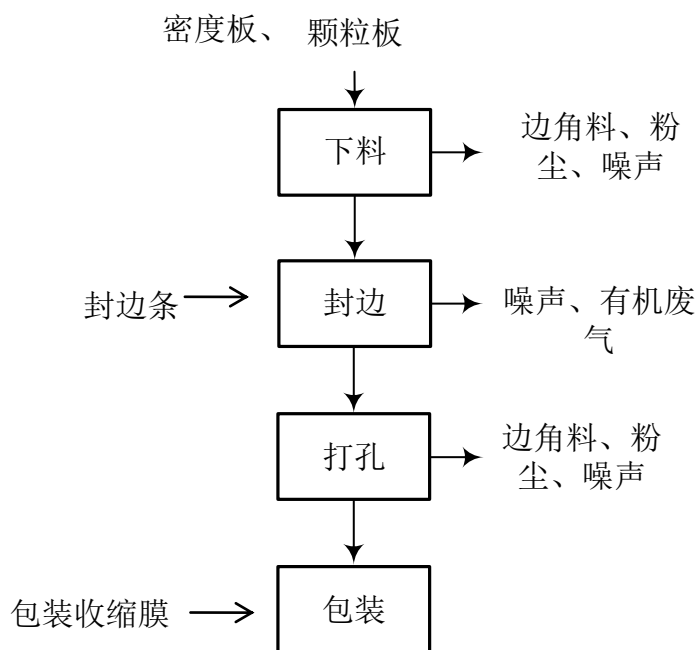 密度板、 颗粒板
下料
边角料、粉
尘、噪声
封边条
封边
噪声、有机废
气
打孔
边角料、粉
尘、噪声
包装收缩膜
包装